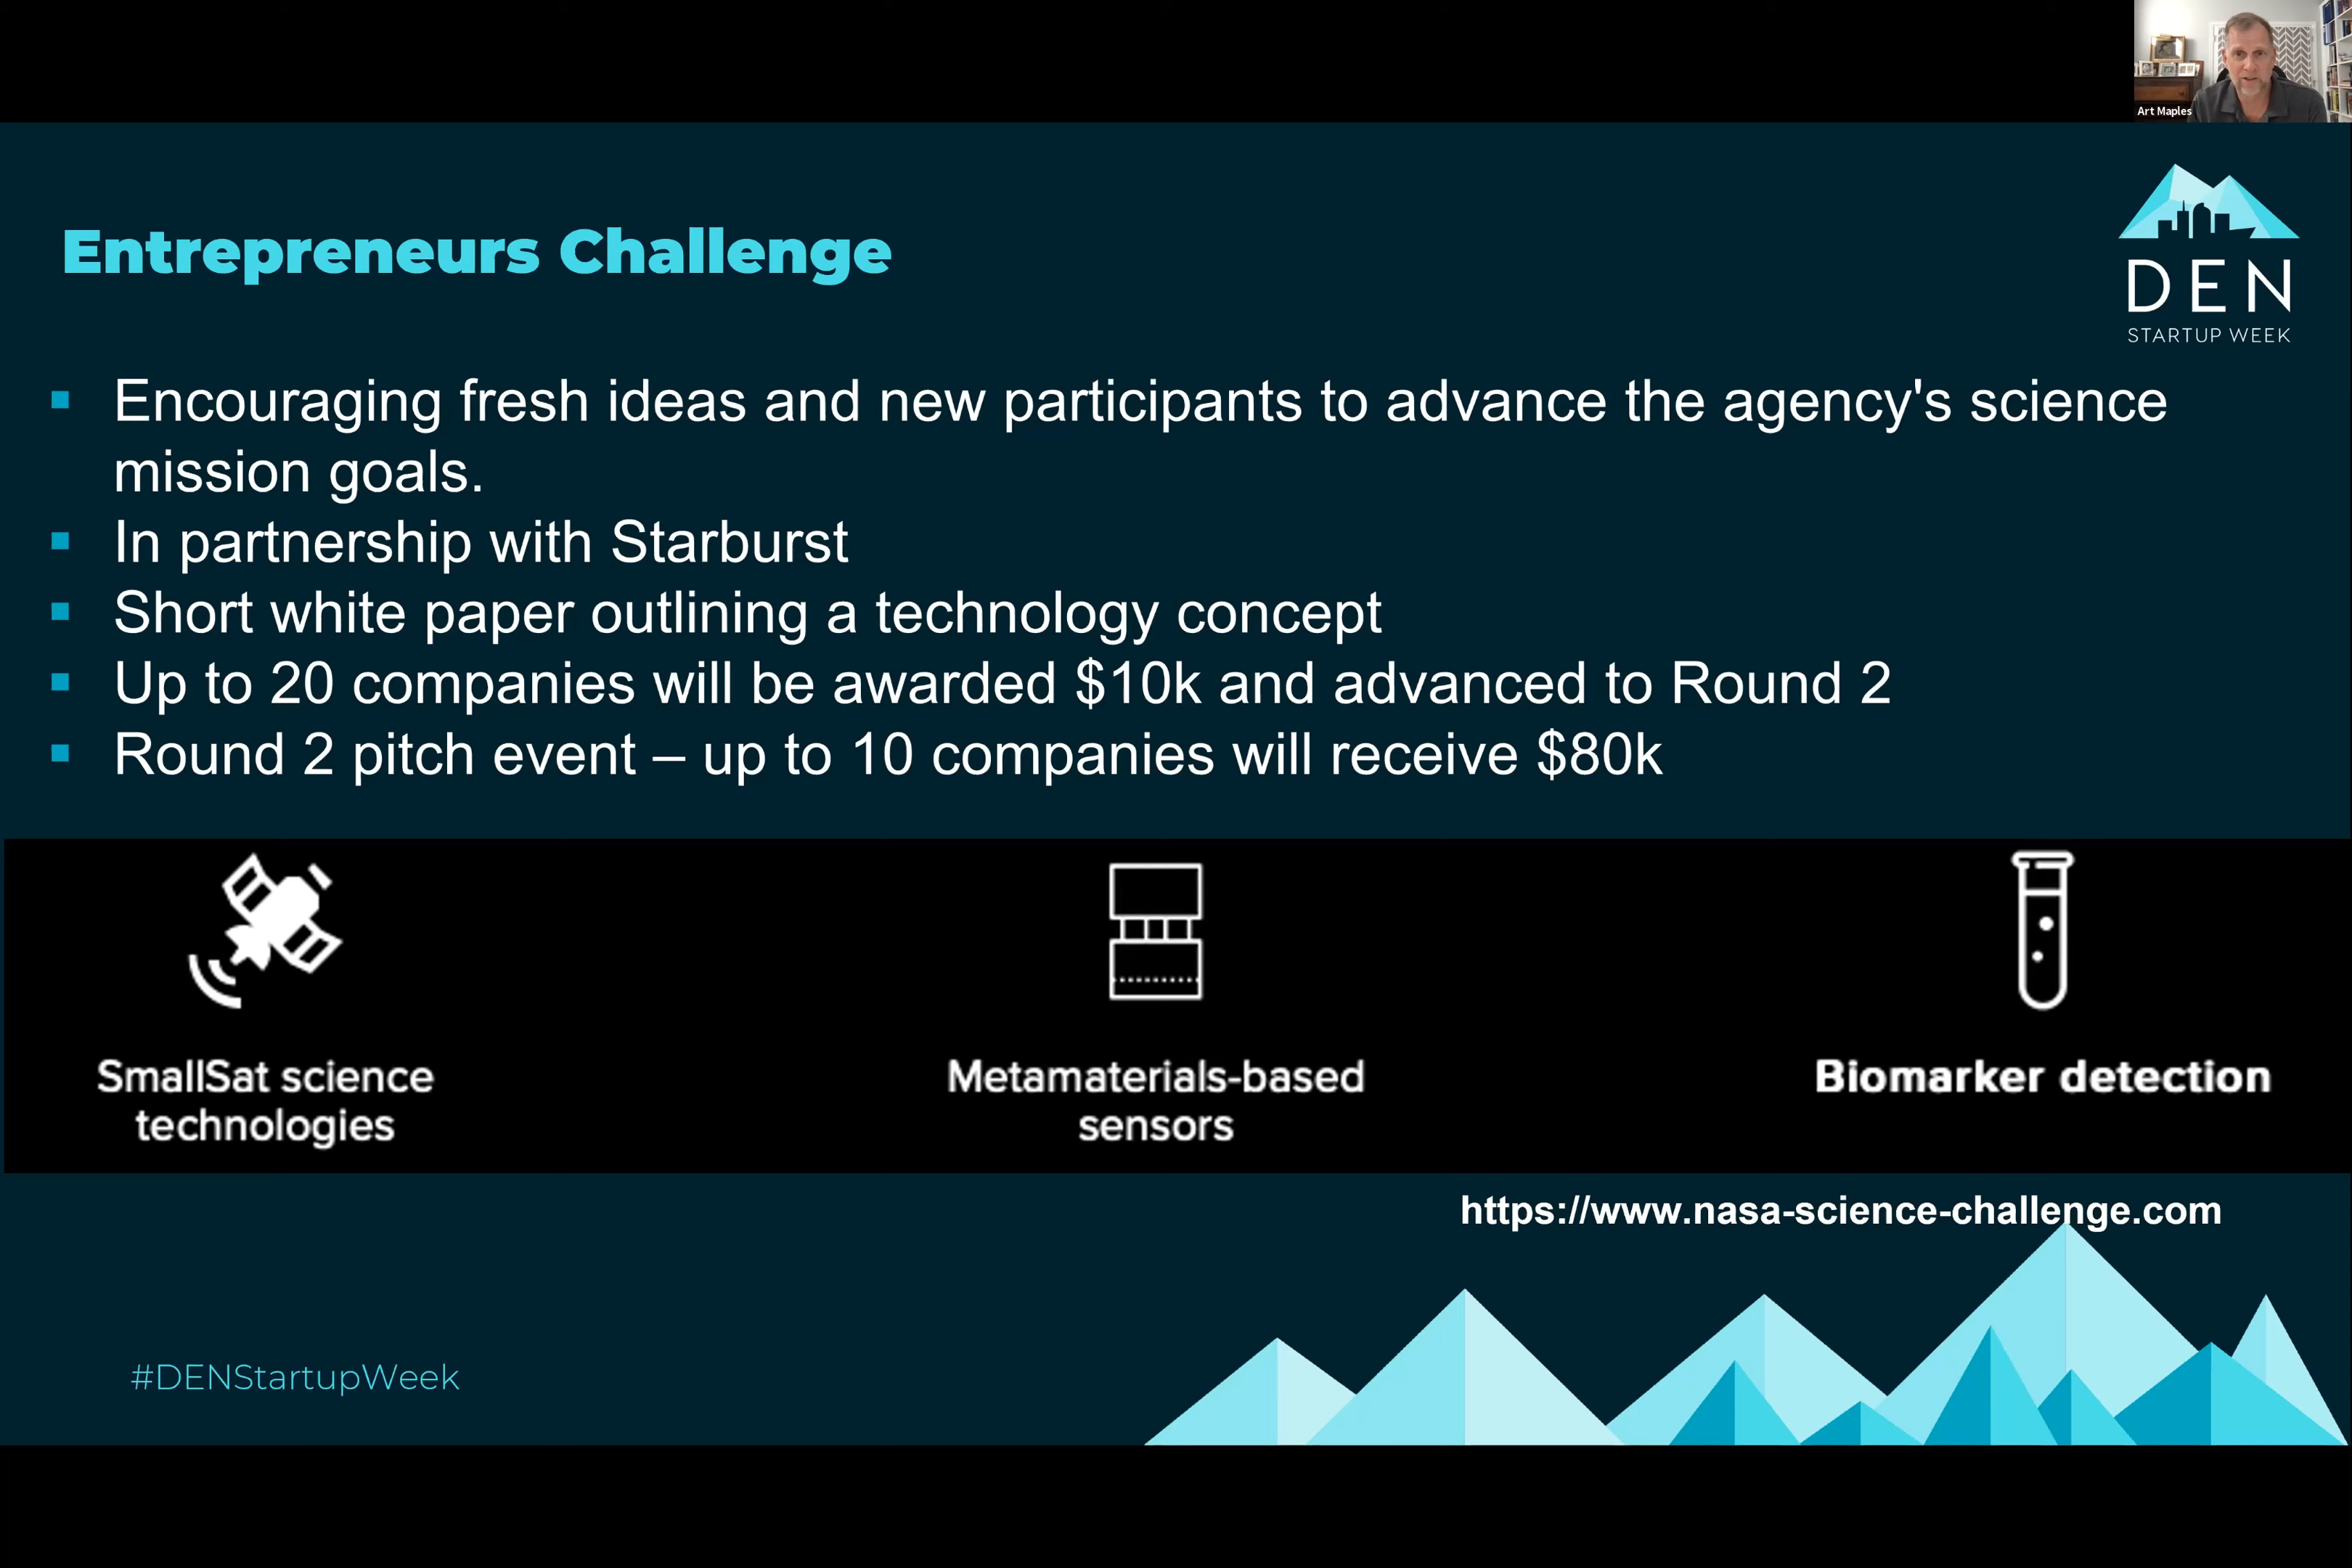 Art Maples
DEN
STARTUP WEEK
Entrepreneurs Challenge
Encouraging fresh ideas and new participants to advance the agency's science
mission goals.
In partnership with Starburst
Short white paper outlining a technology concept
Up to 20 companies will be awarded $10k and advanced to Round 2
Round 2 pitch event – up to 10 companies will receive $80k
SmallSat science
technologies
Metamaterials-based
sensors
Biomarker detection
https://www.nasa-science-challenge.com
#DENStartupWeek